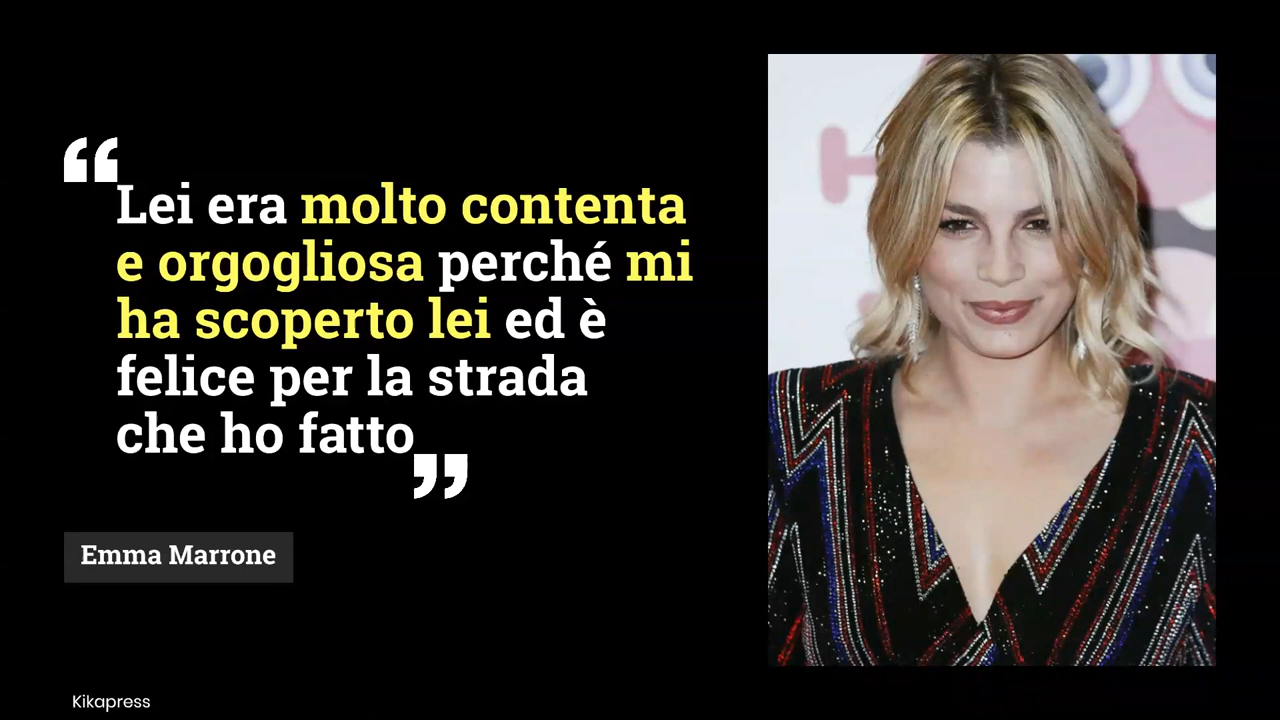 “
Lei era molto contenta
e orgogliosa perché mi
ha scoperto lei ed è
felice per la strada
che ho fatto
”
Emma Marrone
Kikapress